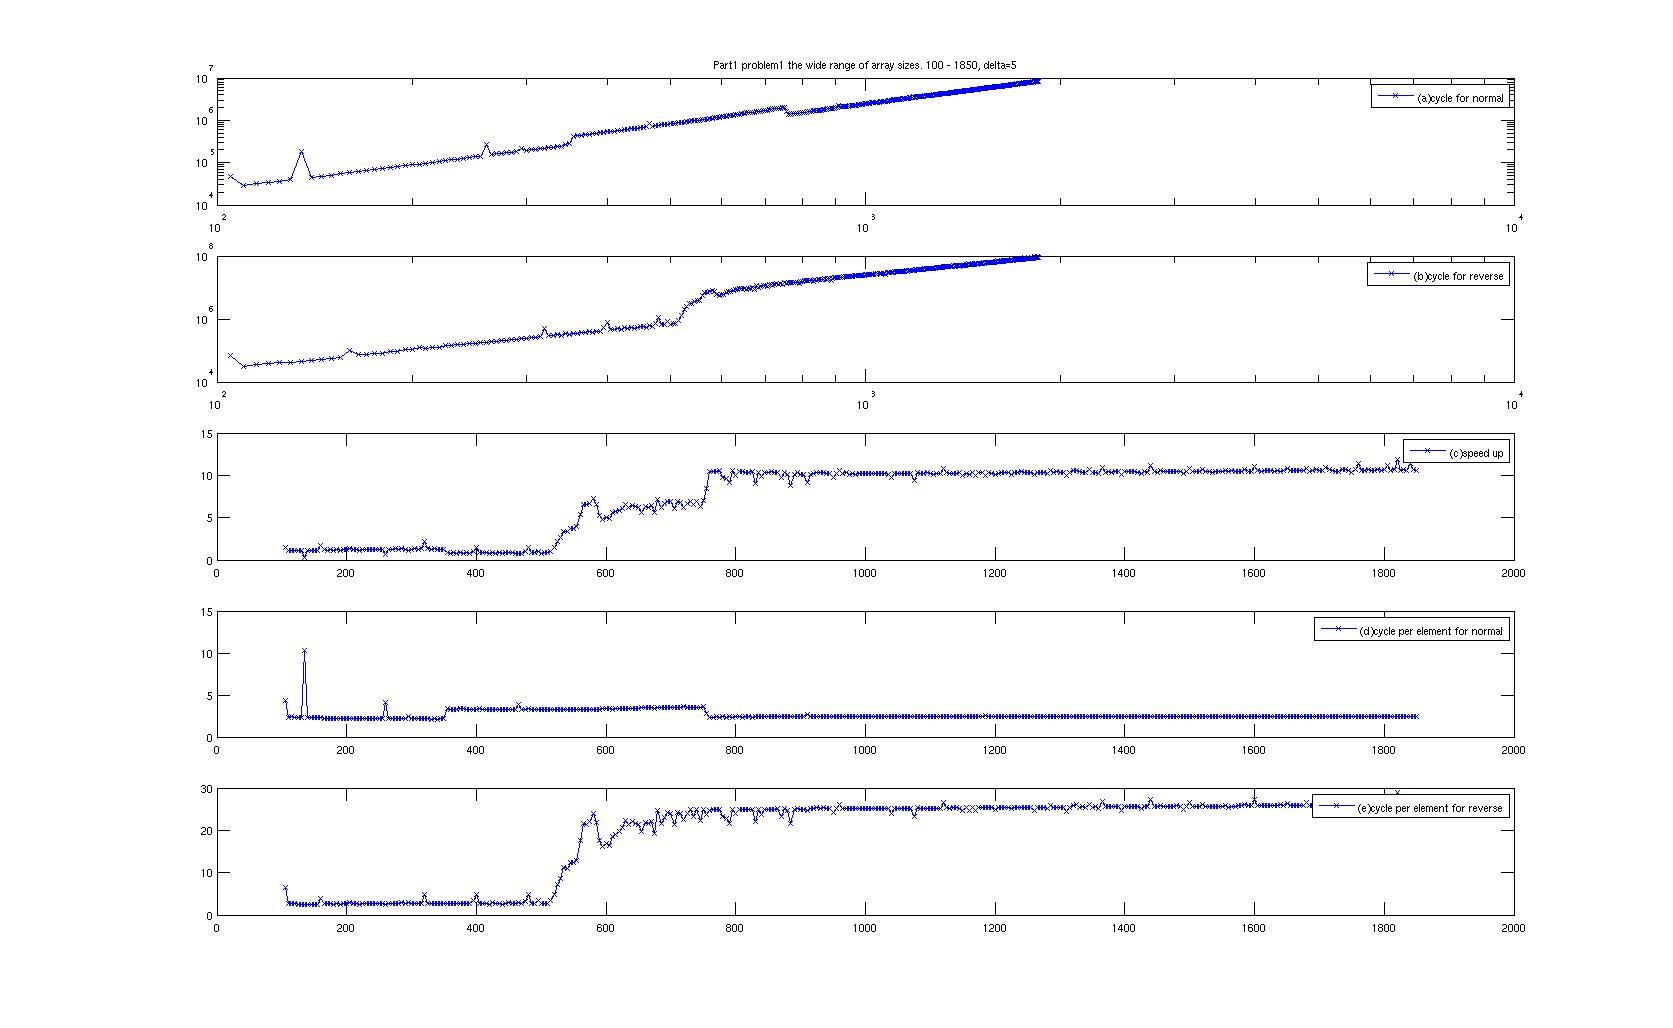 Part1 problem1 the wide range of array sizes. 100 - 1850, delta=5
10^7
10^6
10^5
10^4
(a)cycle for normal
10^2 10^3 10^4
10^8
10^6
10^4
(b)cycle for reverse
10^2 10^3 10^4
15
10
5
0
(c)speed up
0 200 400 600 800 1000 1200 1400 1600 1800 2000
15
10
5
0
(d)cycle per element for normal
0 200 400 600 800 1000 1200 1400 1600 1800 2000
30
20
10
0
(e)cycle per element for reverse
0 200 400 600 800 1000 1200 1400 1600 1800 2000